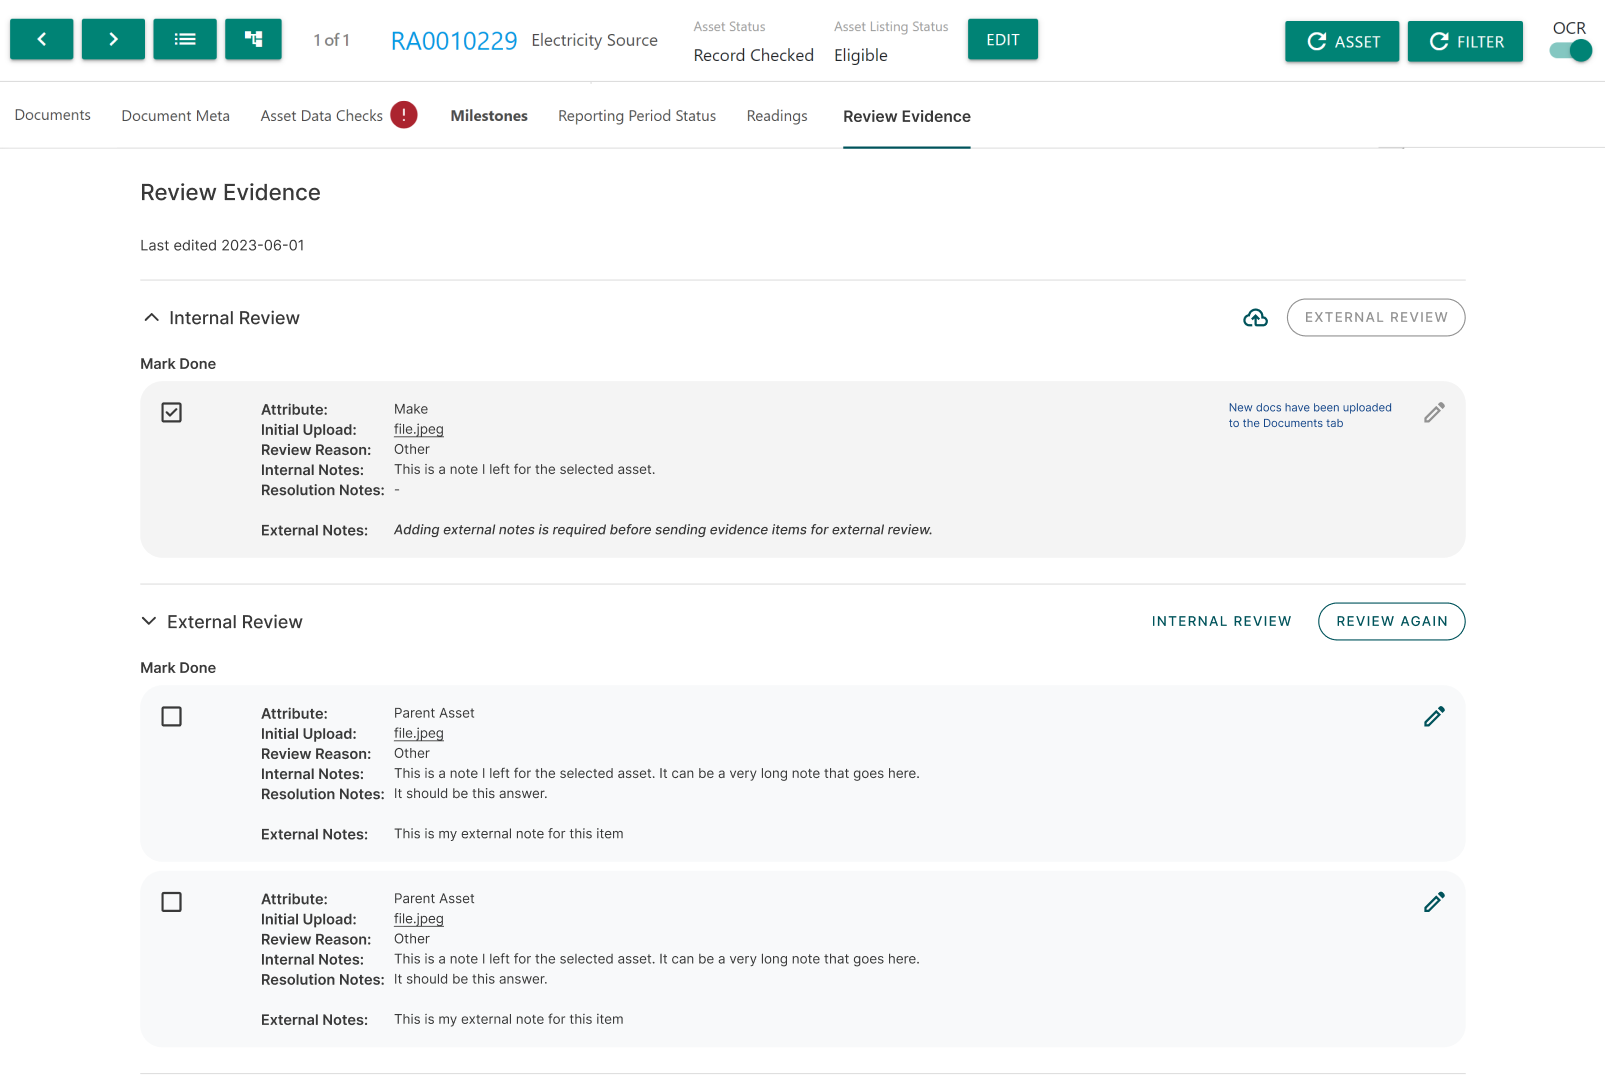 1 of 1
RA0010229
Electricity Source
Asset Status
Record Checked
Asset Listing Status
Eligible
EDIT
ASSET
FILTER
OCR
Documents
Document Meta
Asset Data Checks !
Milestones
Reporting Period Status
Readings
Review Evidence
Review Evidence
Last edited 2023-06-01
Internal Review
EXTERNAL REVIEW
Mark Done
Attribute: Make
Initial Upload: file.jpeg
Review Reason: Other
Internal Notes: This is a note I left for the selected asset.
Resolution Notes: -
External Notes: Adding external notes is required before sending evidence items for external review.
New docs have been uploaded
to the Documents tab
External Review
INTERNAL REVIEW
REVIEW AGAIN
Mark Done
Attribute: Parent Asset
Initial Upload: file.jpeg
Review Reason: Other
Internal Notes: This is a note I left for the selected asset. It can be a very long note that goes here.
Resolution Notes: It should be this answer.
External Notes: This is my external note for this item
Attribute: Parent Asset
Initial Upload: file.jpeg
Review Reason: Other
Internal Notes: This is a note I left for the selected asset. It can be a very long note that goes here.
Resolution Notes: It should be this answer.
External Notes: This is my external note for this item